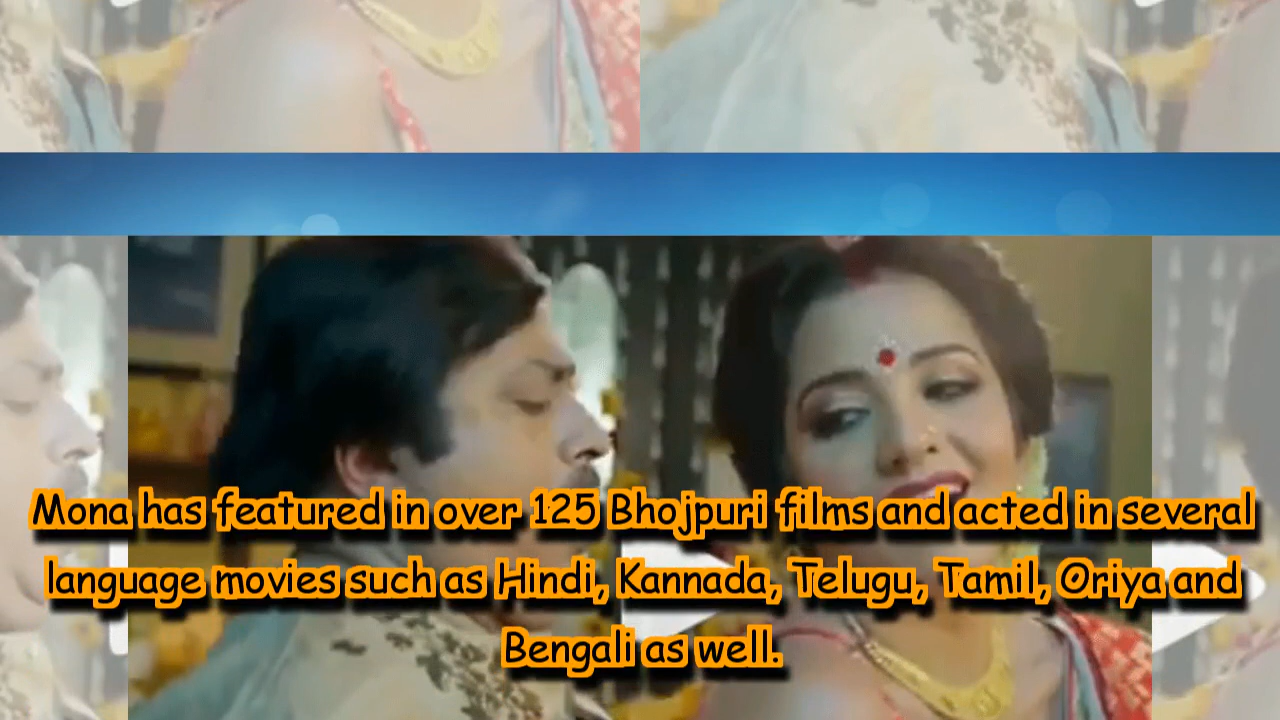 Mona has featured in over 125 Bhojpuri films and acted in several
language movies such as Hindi, Kannada, Telugu, Tamil, Oriya and
Bengali as well.